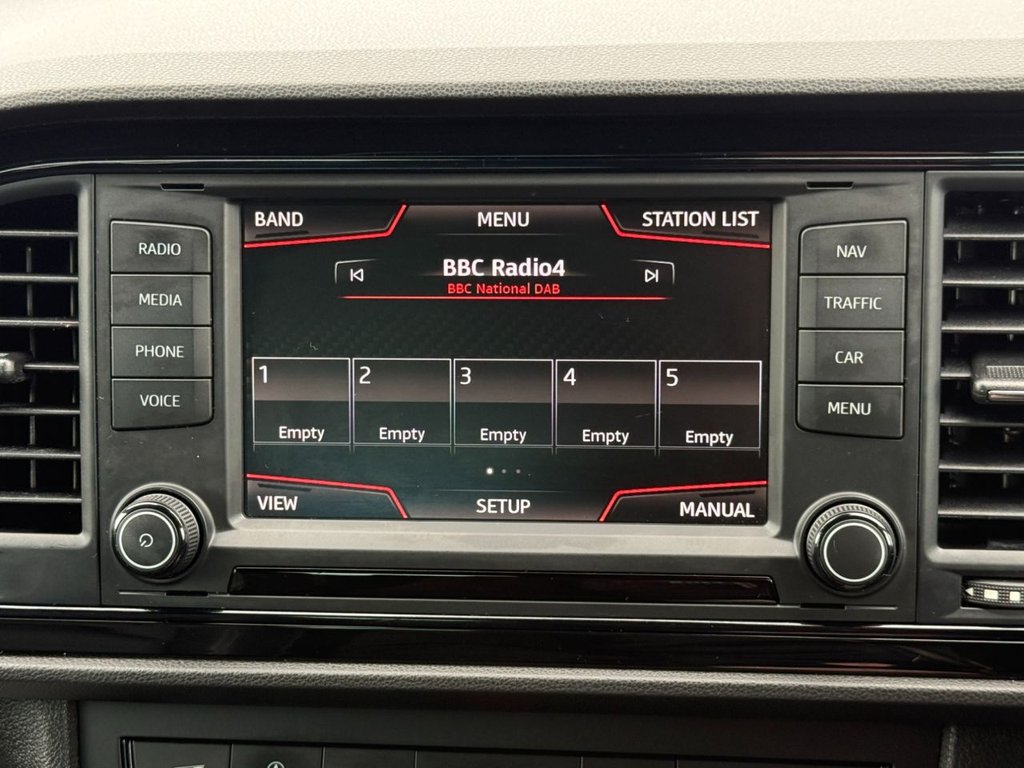 RADIO
MEDIA
PHONE
VOICE
BAND MENU STATION LIST
BBC Radio4
BBC National DAB
1 2 3 4 5
Empty Empty Empty Empty Empty
VIEW SETUP MANUAL
NAV
TRAFFIC
CAR
MENU